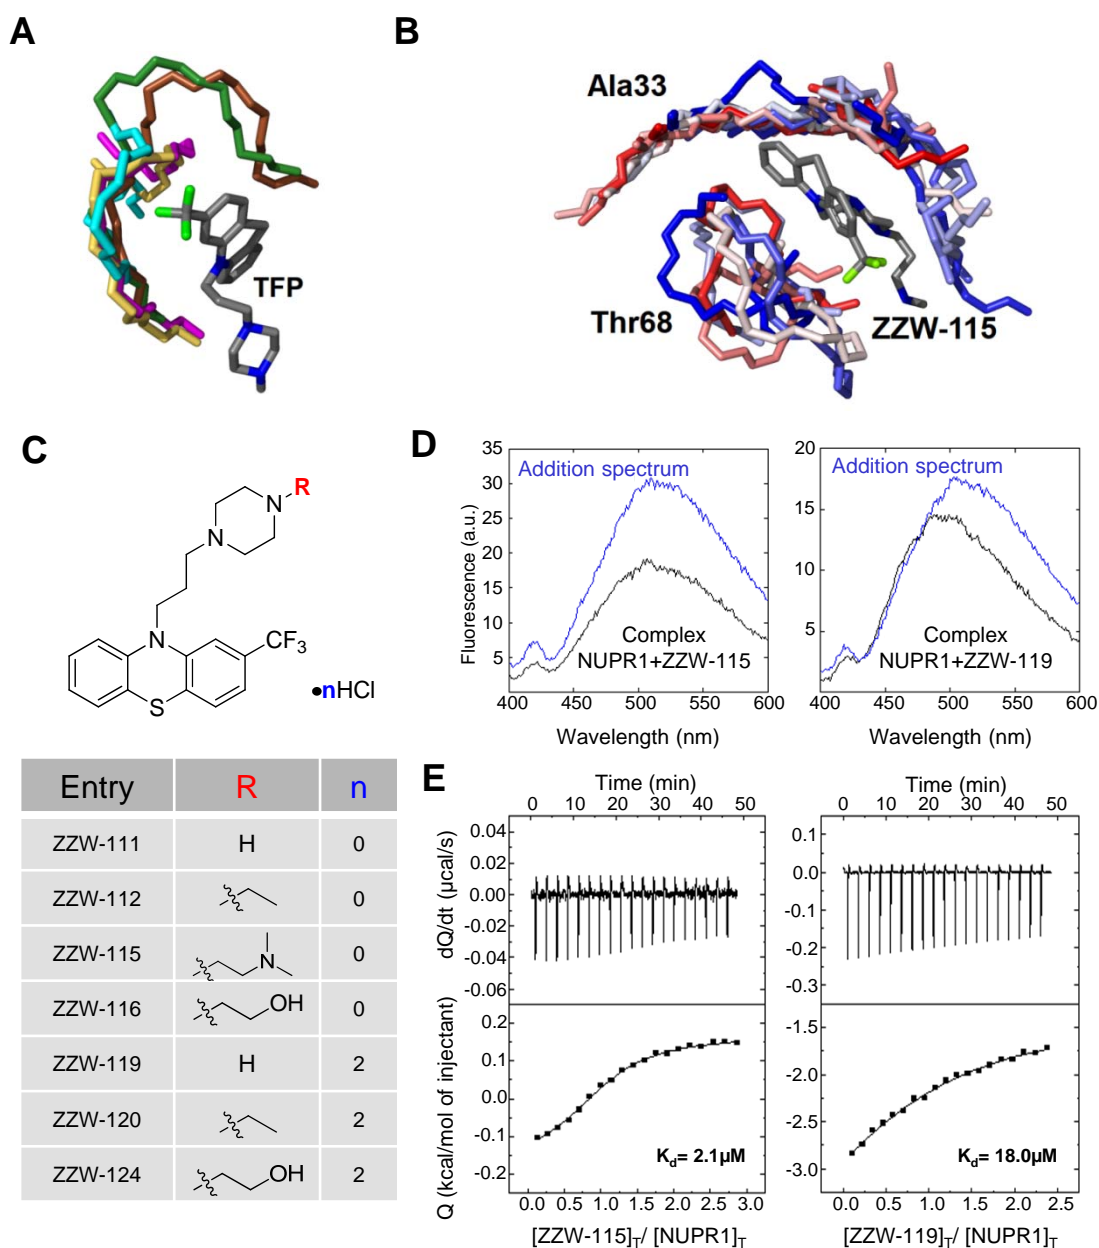 A
TFP
B
Ala33
Thr68
ZZW-115
C
R
N
N
N
CF3
S
•nHCl
Entry R n
ZZW-111 H 0
ZZW-112 0
ZZW-115 N 0
ZZW-116 OH 0
ZZW-119 H 2
ZZW-120 2
ZZW-124 OH 2
D
35
30
25
20
15
10
5
Fluorescence (a.u.)
Addition spectrum
Complex
NUPR1+ZZW-115
400 450 500 550 600
Wavelength (nm)
20
15
10
5
Addition spectrum
Complex
NUPR1+ZZW-119
400 450 500 550 600
Wavelength (nm)
E
Time (min)
0 10 20 30 40 50
0.04
0.02
0.00
-0.02
-0.04
-0.06
dQ/dt (µcal/s)
0.2
0.1
0.0
-0.1
-0.2
Q (kcal/mol of injectant)
Kd= 2.1µM
0.0 0.5 1.0 1.5 2.0 2.5 3.0
[ZZW-115]T/ [NUPR1]T
Time (min)
0 10 20 30 40 50
0.1
0.0
-0.1
-0.2
-0.3
-1.5
-2.0
-2.5
-3.0
Kd= 18.0µM
0.0 0.5 1.0 1.5 2.0 2.5
[ZZW-119]T/ [NUPR1]T